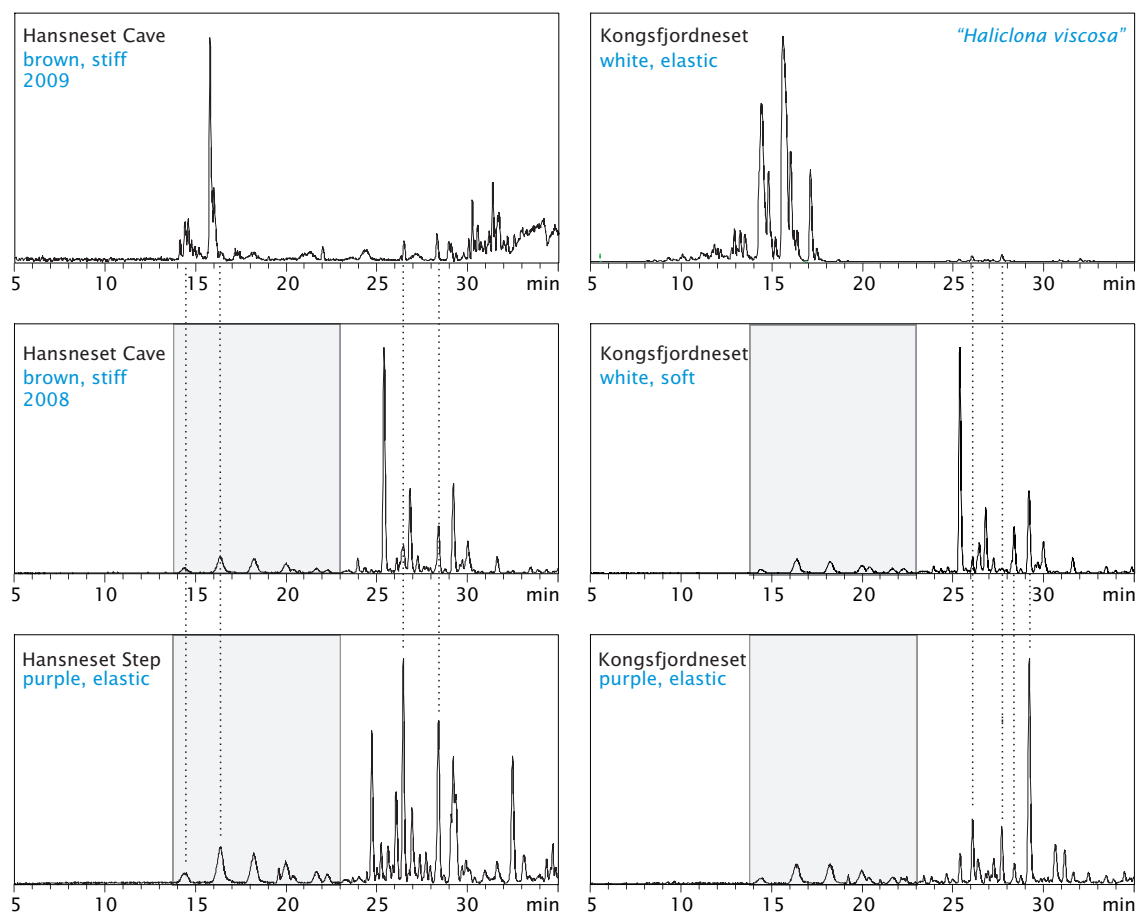 Hansneset Cave
brown, stiff
2009
5 10 15 20 25 30 min
Kongsfjordneset
white, elastic
“Haliclona viscosa”
5 10 15 20 25 30 min
Hansneset Cave
brown, stiff
2008
5 10 15 20 25 30 min
Kongsfjordneset
white, soft
5 10 15 20 25 30 min
Hansneset Step
purple, elastic
5 10 15 20 25 30 min
Kongsfjordneset
purple, elastic
5 10 15 20 25 30 min